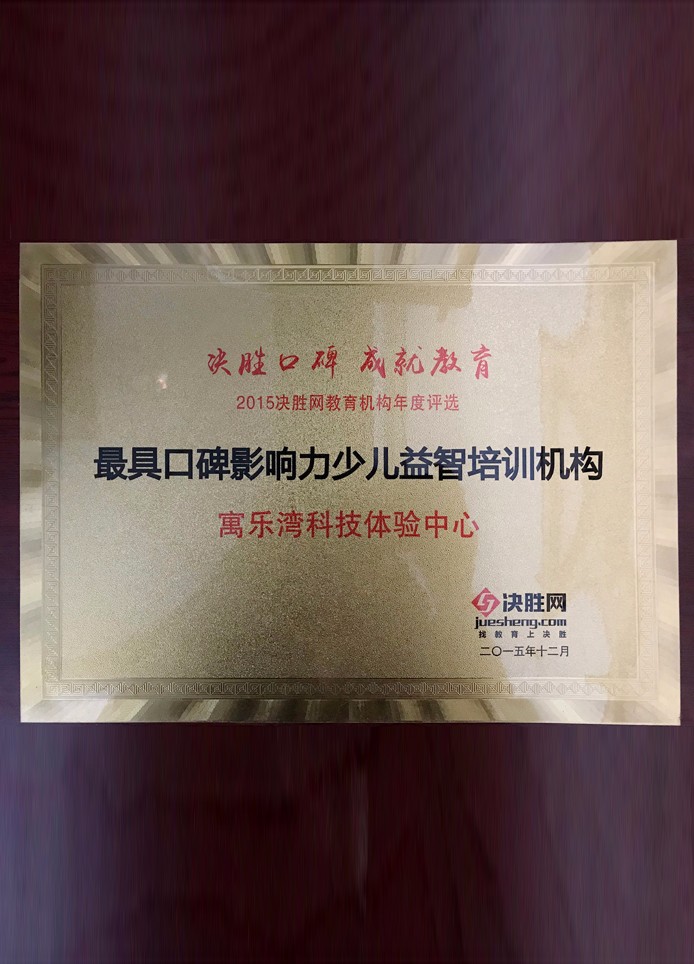 决胜口碑 成就教育
2015决胜网教育机构年度评选
最具口碑影响力少儿益智培训机构
寓乐湾科技体验中心
决胜网
juesheng.com
找教育上决胜
二〇一五年十二月